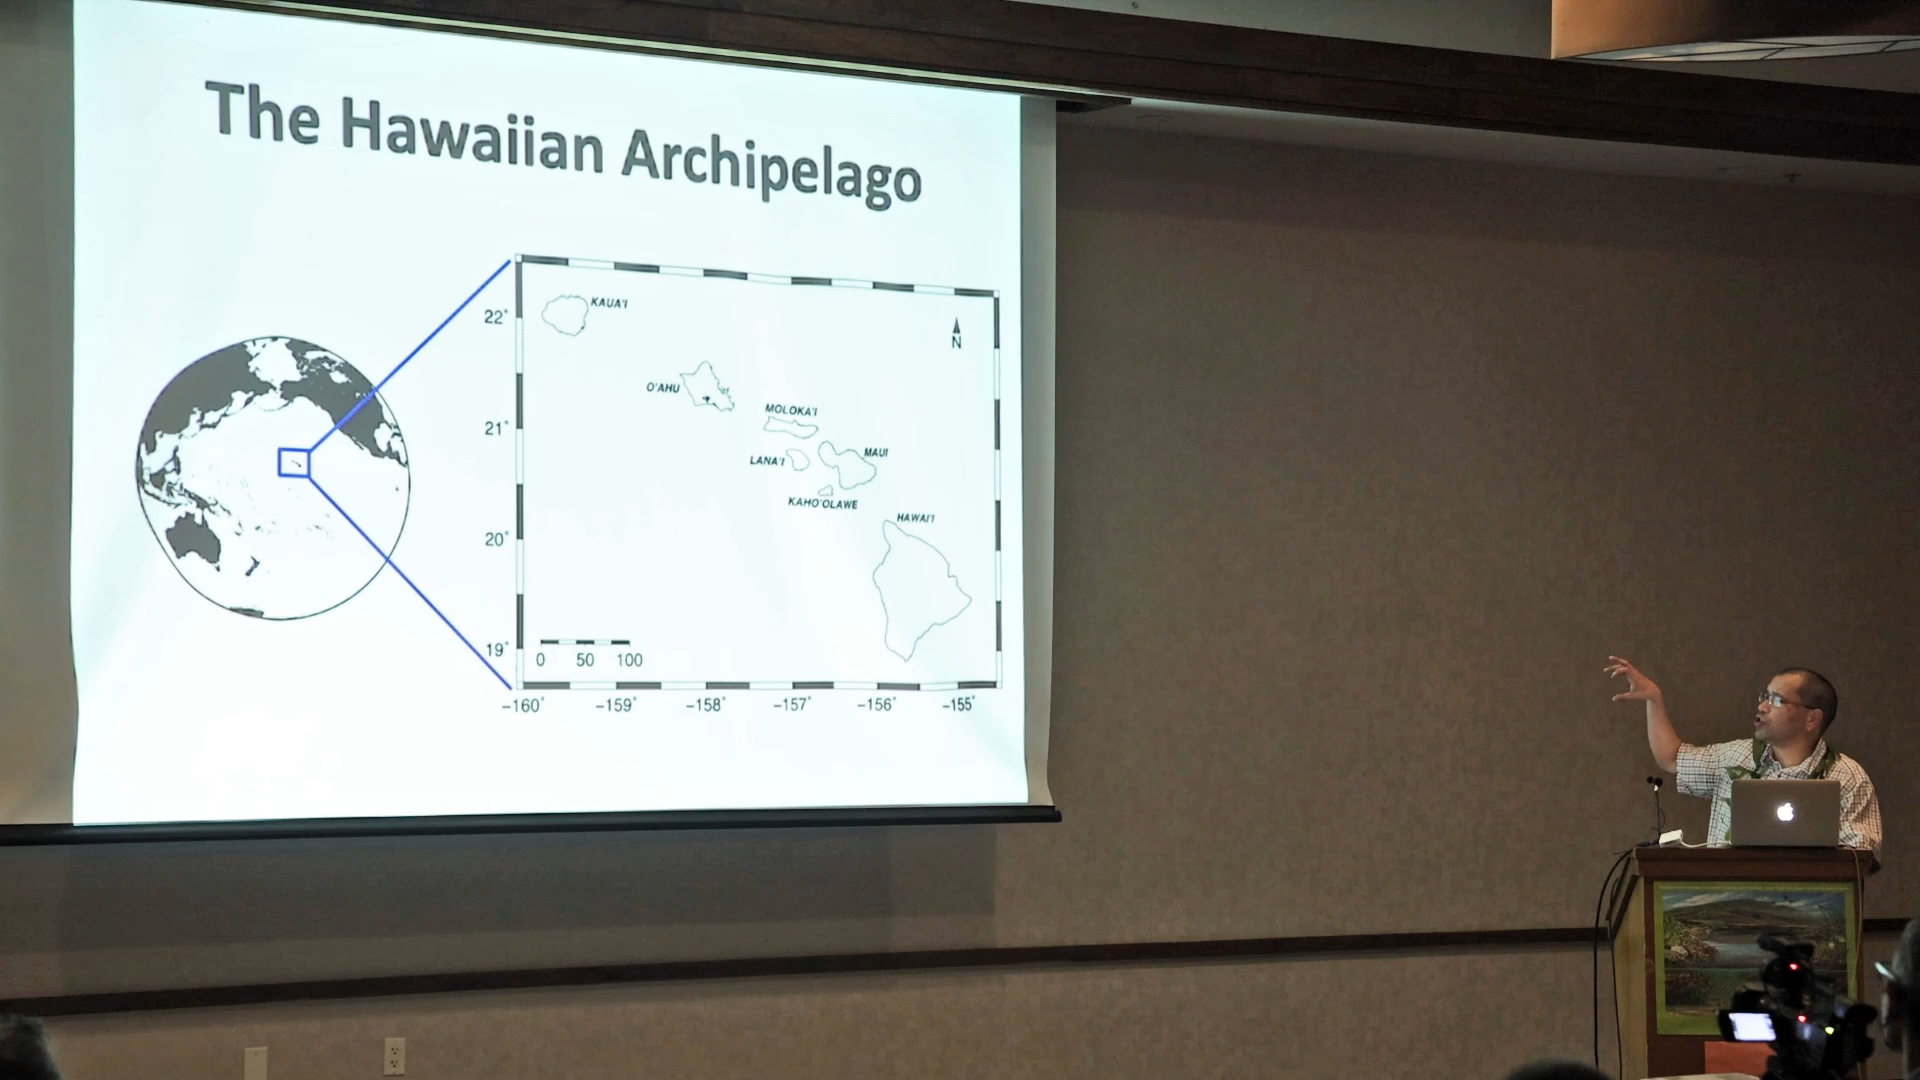 The Hawaiian Archipelago
KAUA'I
22°
N
O'AHU
MOLOKA'I
21°
MAUI
LANA'I
KAHO'OLAWE
HAWAI'I
20°
19°
0 50 100
-160° -159° -158° -157° -156° -155°